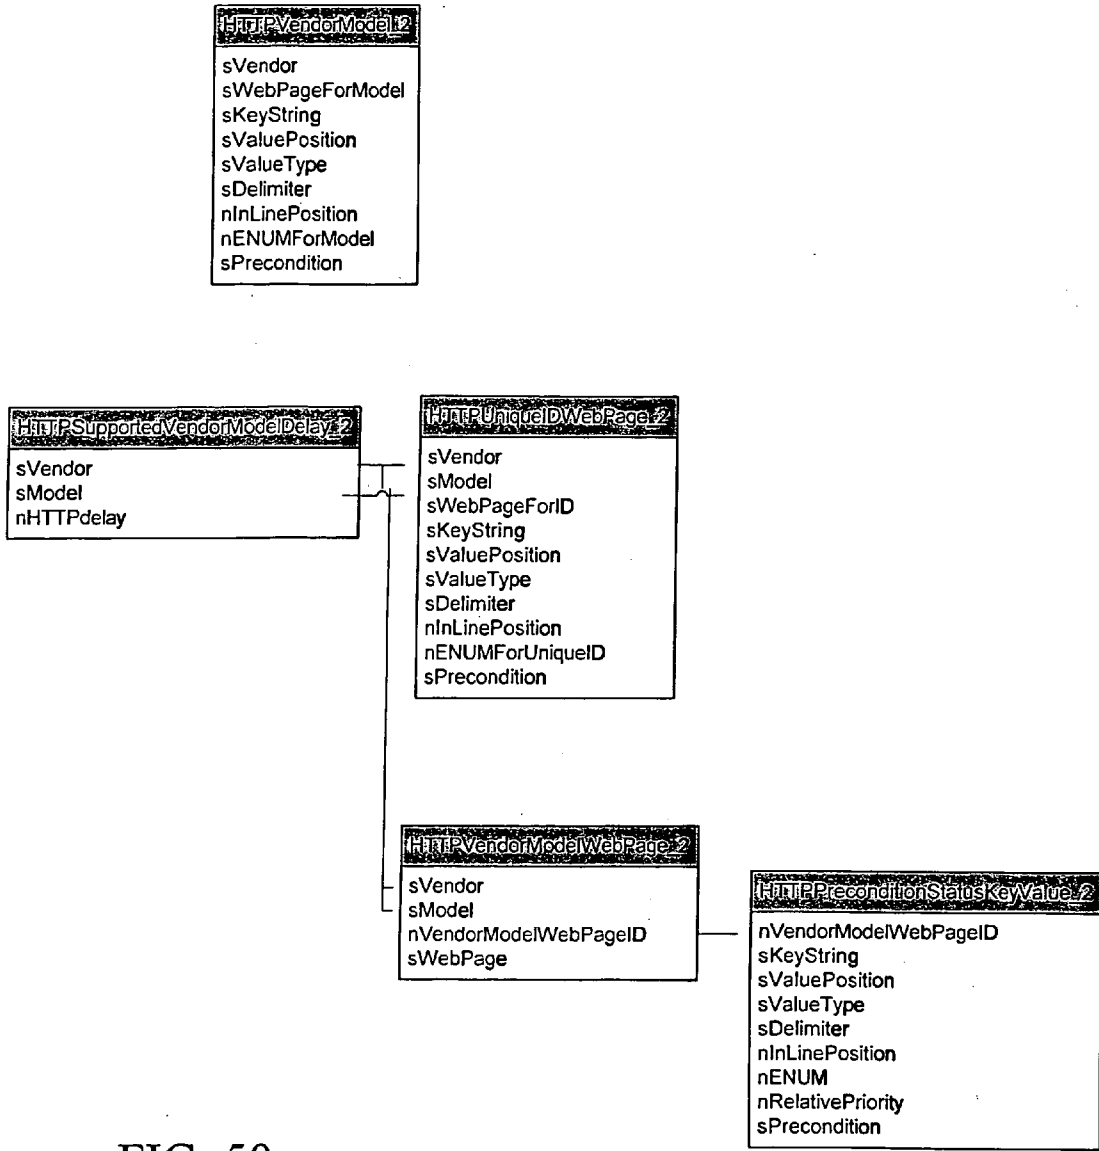 HTTPVendorModel_2
sVendor
sWebPageForModel
sKeyString
sValuePosition
sValueType
sDelimiter
nInLinePosition
nENUMForModel
sPrecondition
HTTPSupportedVendorModelDelay_2
sVendor
sModel
nHTTPdelay
HTTPUniqueIDWebPage_2
sVendor
sModel
sWebPageForID
sKeyString
sValuePosition
sValueType
sDelimiter
nInLinePosition
nENUMForUniqueID
sPrecondition
HTTPVendorModelWebPage_2
sVendor
sModel
nVendorModelWebPageID
sWebPage
HTTPPreconditionStatusKeyValue_2
nVendorModelWebPageID
sKeyString
sValuePosition
sValueType
sDelimiter
nInLinePosition
nENUM
nRelativePriority
sPrecondition
FIG. 50